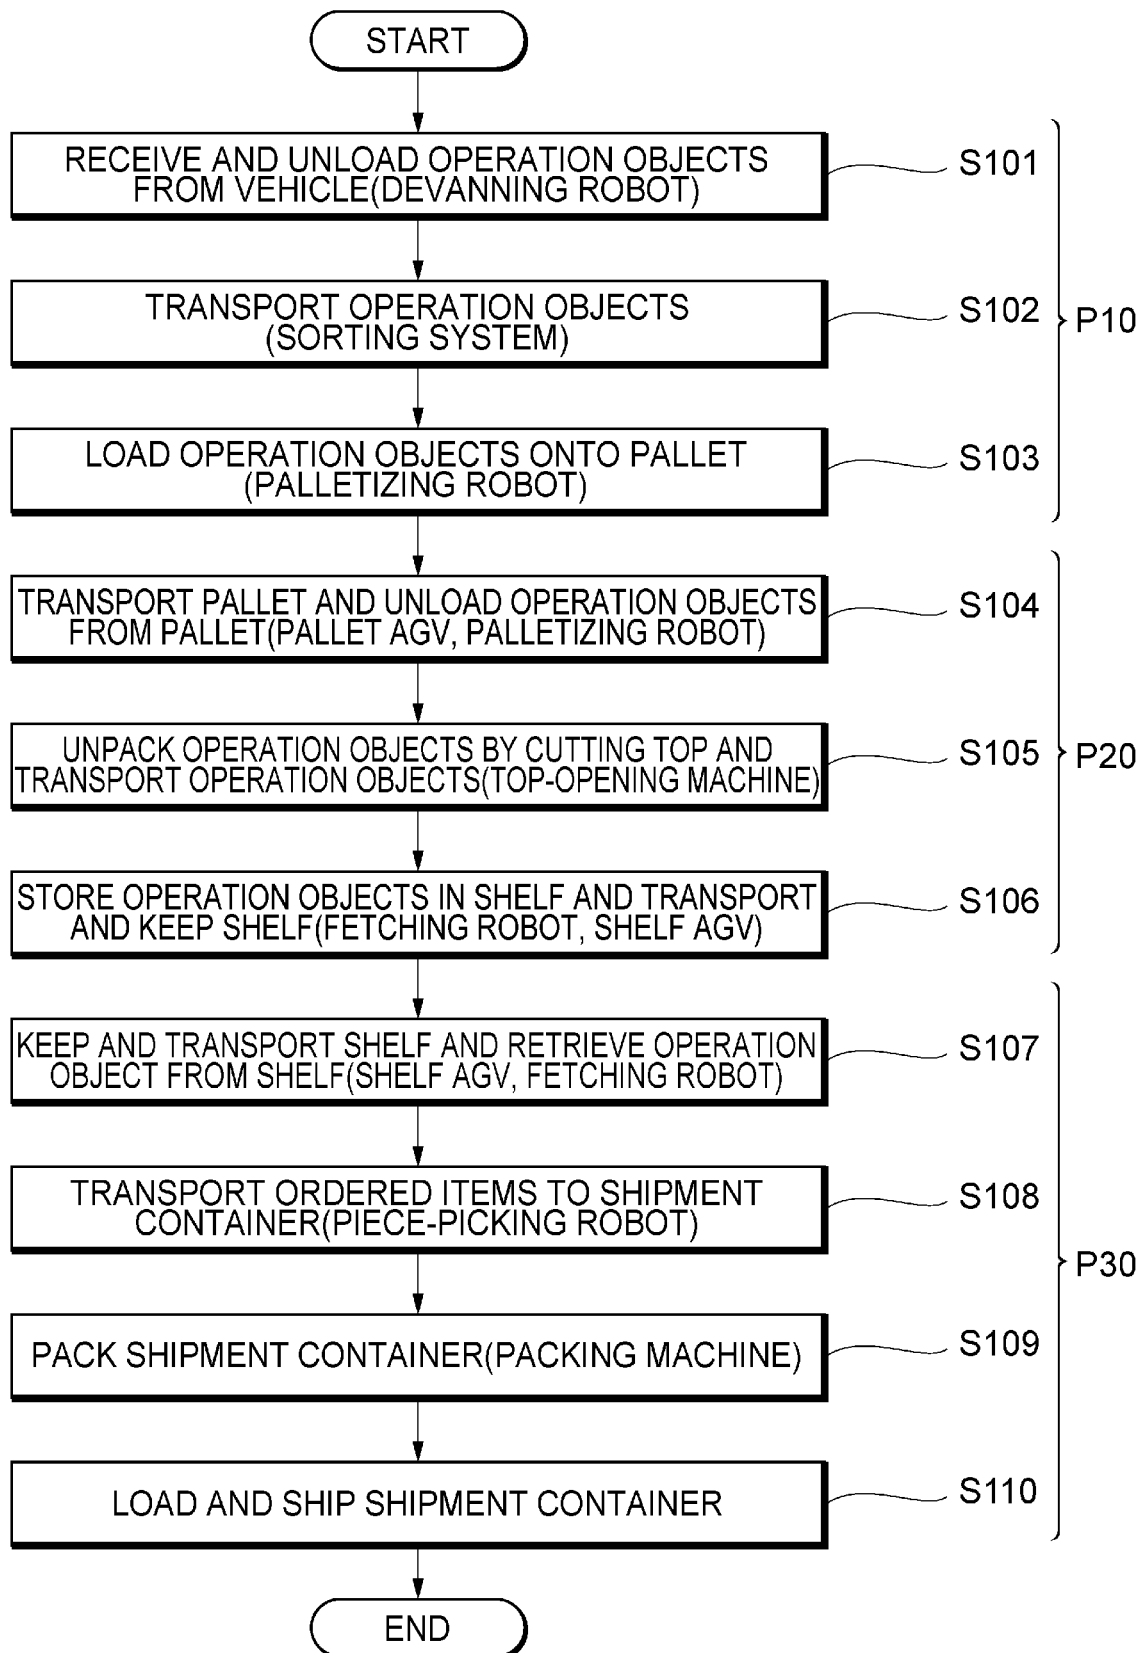 START
RECEIVE AND UNLOAD OPERATION OBJECTS
FROM VEHICLE(DEVANNING ROBOT)
S101
TRANSPORT OPERATION OBJECTS
(SORTING SYSTEM)
S102
P10
LOAD OPERATION OBJECTS ONTO PALLET
(PALLETIZING ROBOT)
S103
TRANSPORT PALLET AND UNLOAD OPERATION OBJECTS
FROM PALLET(PALLET AGV, PALLETIZING ROBOT)
S104
UNPACK OPERATION OBJECTS BY CUTTING TOP AND
TRANSPORT OPERATION OBJECTS(TOP-OPENING MACHINE)
S105
P20
STORE OPERATION OBJECTS IN SHELF AND TRANSPORT
AND KEEP SHELF(FETCHING ROBOT, SHELF AGV)
S106
KEEP AND TRANSPORT SHELF AND RETRIEVE OPERATION
OBJECT FROM SHELF(SHELF AGV, FETCHING ROBOT)
S107
TRANSPORT ORDERED ITEMS TO SHIPMENT
CONTAINER(PIECE-PICKING ROBOT)
S108
P30
PACK SHIPMENT CONTAINER(PACKING MACHINE)
S109
LOAD AND SHIP SHIPMENT CONTAINER
S110
END